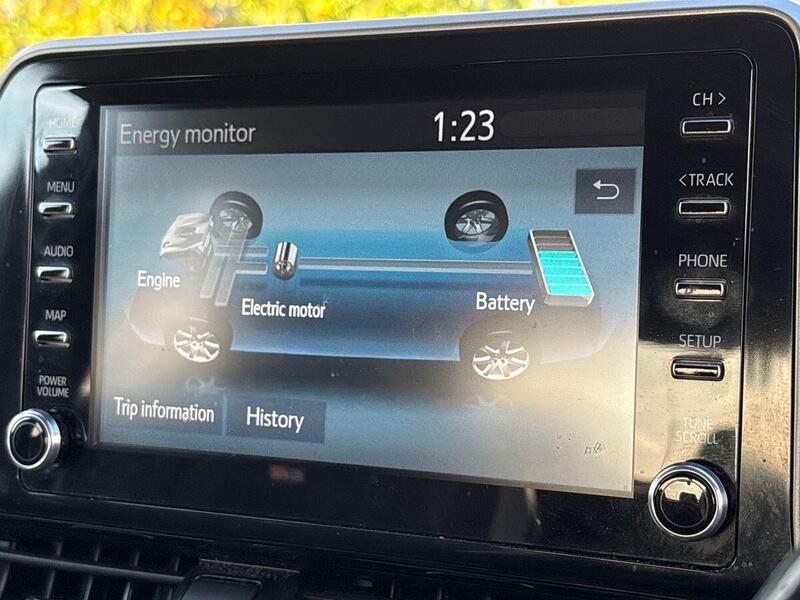 Energy monitor 1:23
HOME
MENU
AUDIO
MAP
POWER
VOLUME
Engine
Electric motor
Battery
Trip information
History
CH >
< TRACK
PHONE
SETUP
TUNE
SCROLL